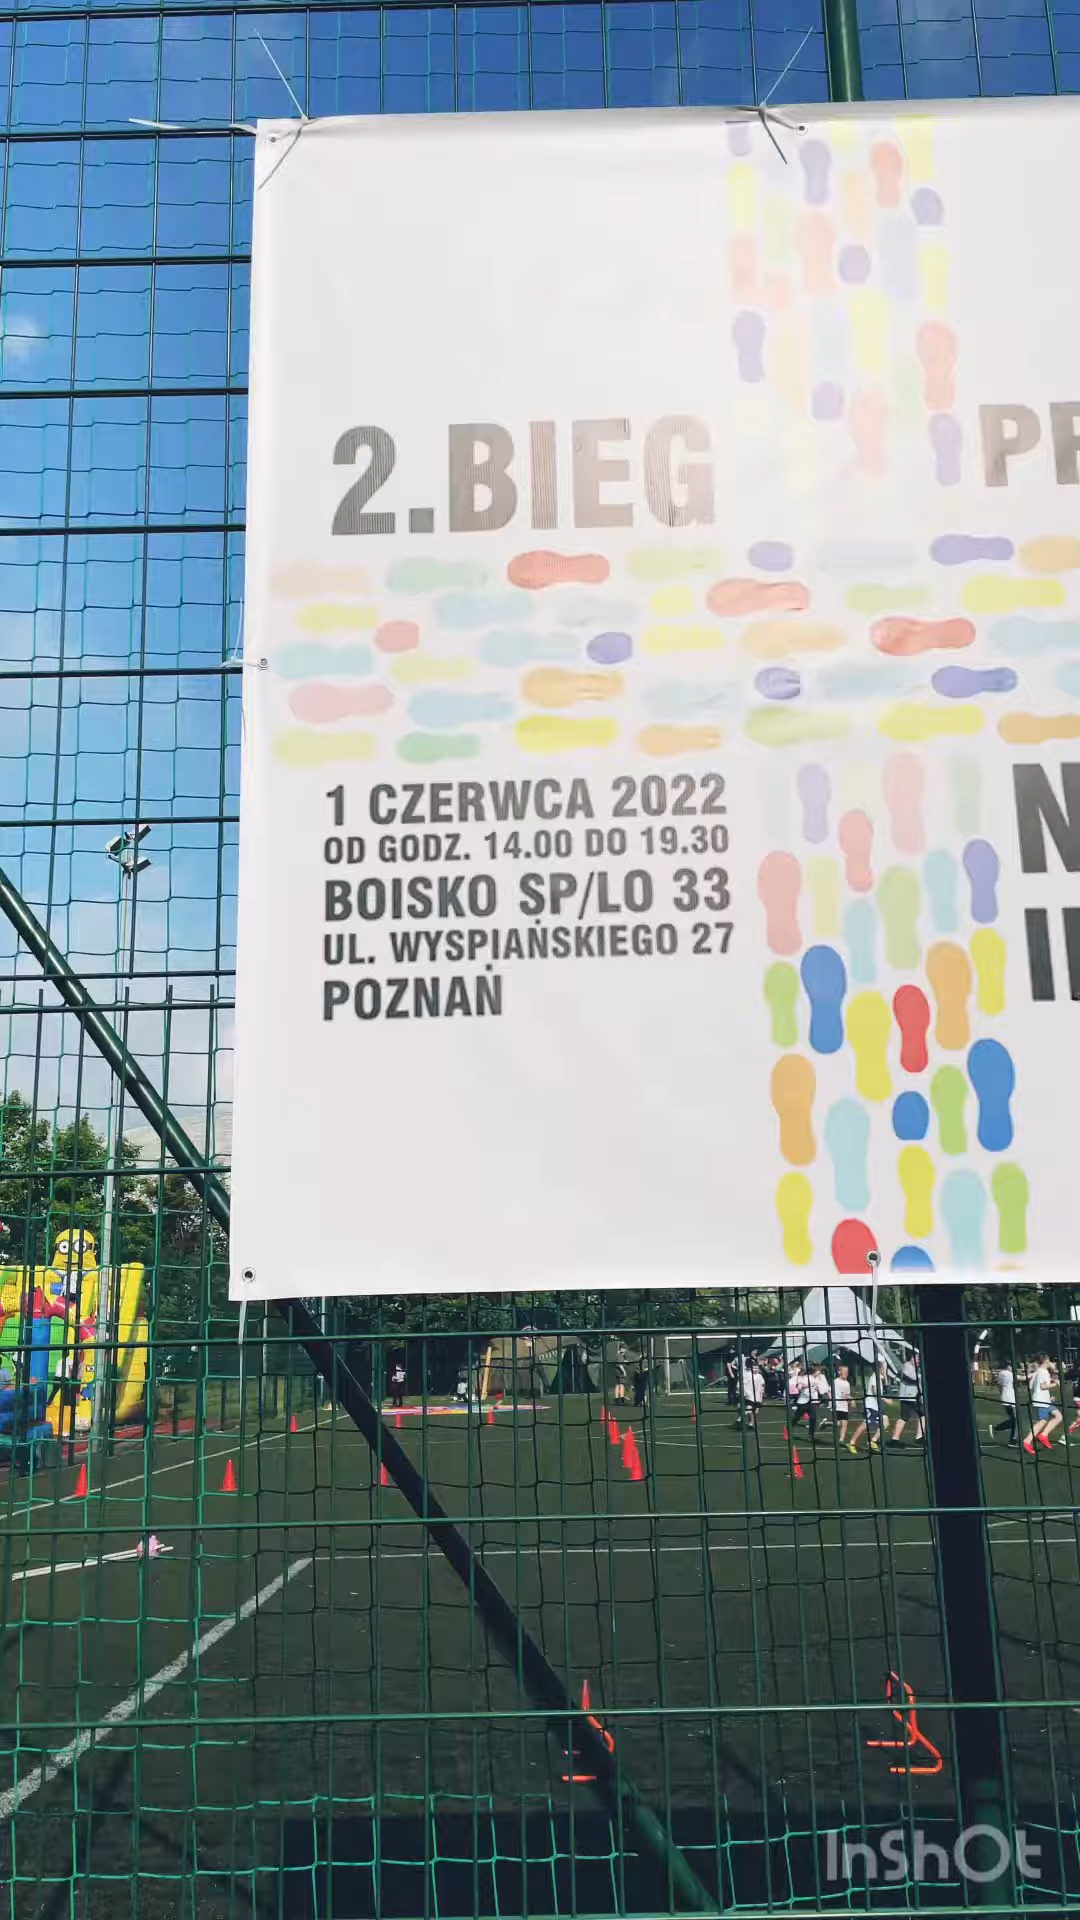 2.BIEG
1 CZERWCA 2022
OD GODZ. 14.00 DO 19.30
BOISKO SP/LO 33
UL. WYSPIAŃSKIEGO 27
POZNAŃ
InShOt